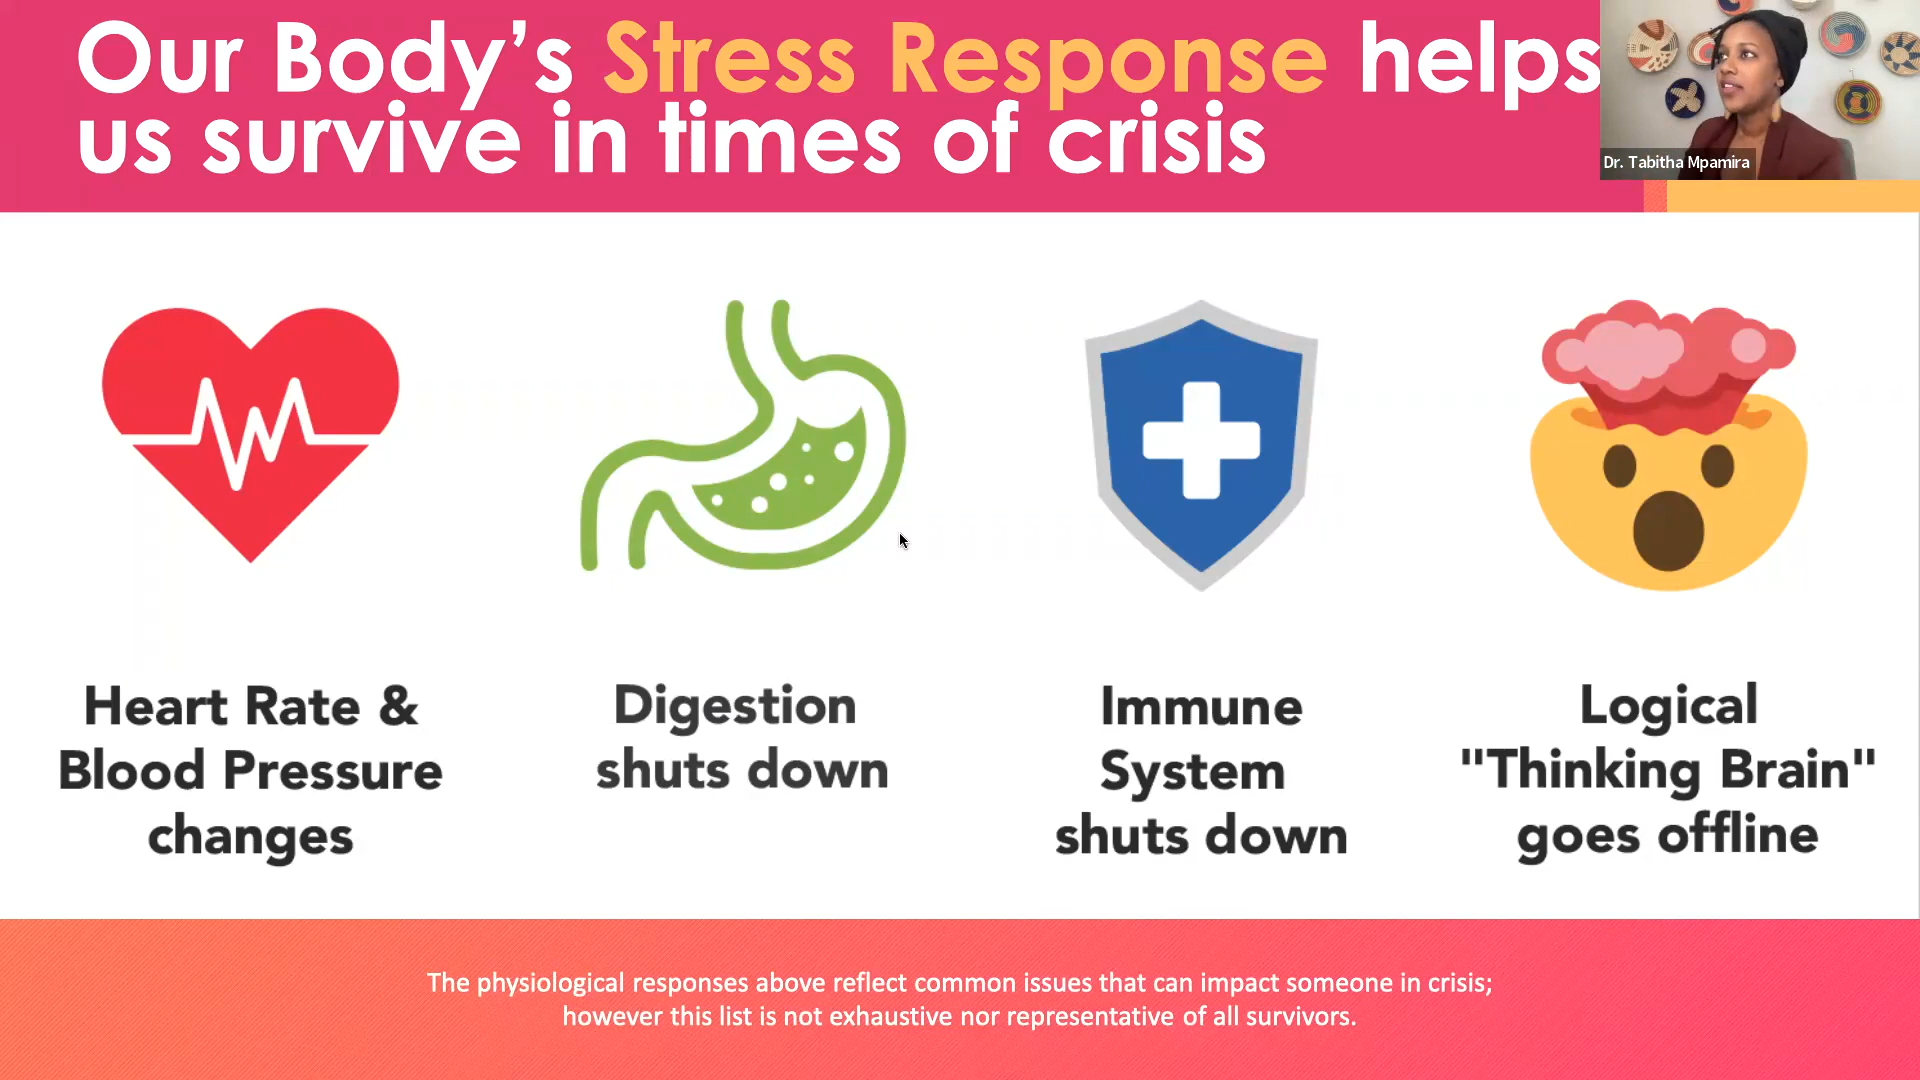 Our Body’s Stress Response helps
us survive in times of crisis
Dr. Tabitha Mpamira
Heart Rate &
Blood Pressure
changes
Digestion
shuts down
Immune
System
shuts down
Logical
"Thinking Brain"
goes offline
The physiological responses above reflect common issues that can impact someone in crisis;
however this list is not exhaustive nor representative of all survivors.